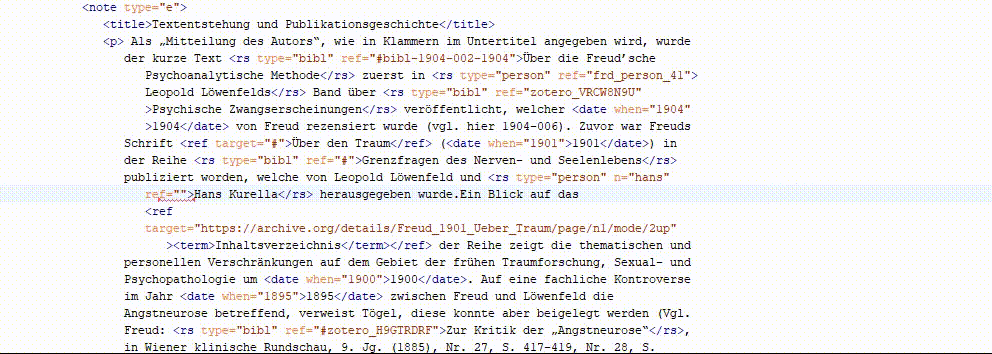 <note type="e">
<title>Textentstehung und Publikationsgeschichte</title>
<p> Als „Mitteilung des Autors“, wie in Klammern im Untertitel angegeben wird, wurde
der kurze Text <rs type="bibl" ref="#bibl-1904-002-1904">Über die Freud’sche
Psychoanalytische Methode</rs> zuerst in <rs type="person" ref="frd_person_41">
Leopold Löwenfelds</rs> Band über <rs type="bibl" ref="zotero_VRCW8N9U"
>Psychische Zwangserscheinungen</rs> veröffentlicht, welcher <date when="1904"
>1904</date> von Freud rezensiert wurde (vgl. hier 1904-006). Zuvor war Freuds
Schrift <ref target="#">Über den Traum</ref> (<date when="1901">1901</date>) in
der Reihe <rs type="bibl" ref="#">Grenzfragen des Nerven- und Seelenlebens</rs>
publiziert worden, welche von Leopold Löwenfeld und <rs type="person" n="hans"
ref="">Hans Kurella</rs> herausgegeben wurde.Ein Blick auf das
<ref
target="https://archive.org/details/Freud_1901_Ueber_Traum/page/n1/mode/2up"
><term>Inhaltsverzeichnis</term></ref> der Reihe zeigt die thematischen und
personellen Verschränkungen auf dem Gebiet der frühen Traumforschung, Sexual- und
Psychopathologie um <date when="1900">1900</date>. Auf eine fachliche Kontroverse
im Jahr <date when="1895">1895</date> zwischen Freud und Löwenfeld die
Angstneurose betreffend, verweist Tögel, diese konnte aber beigelegt werden (Vgl.
Freud: <rs type="bibl" ref="#zotero_H9GTRDRF">Zur Kritik der „Angstneurose“</rs>,
in Wiener klinische Rundschau, 9. Jg. (1885), Nr. 27, S. 417-419, Nr. 28, S.